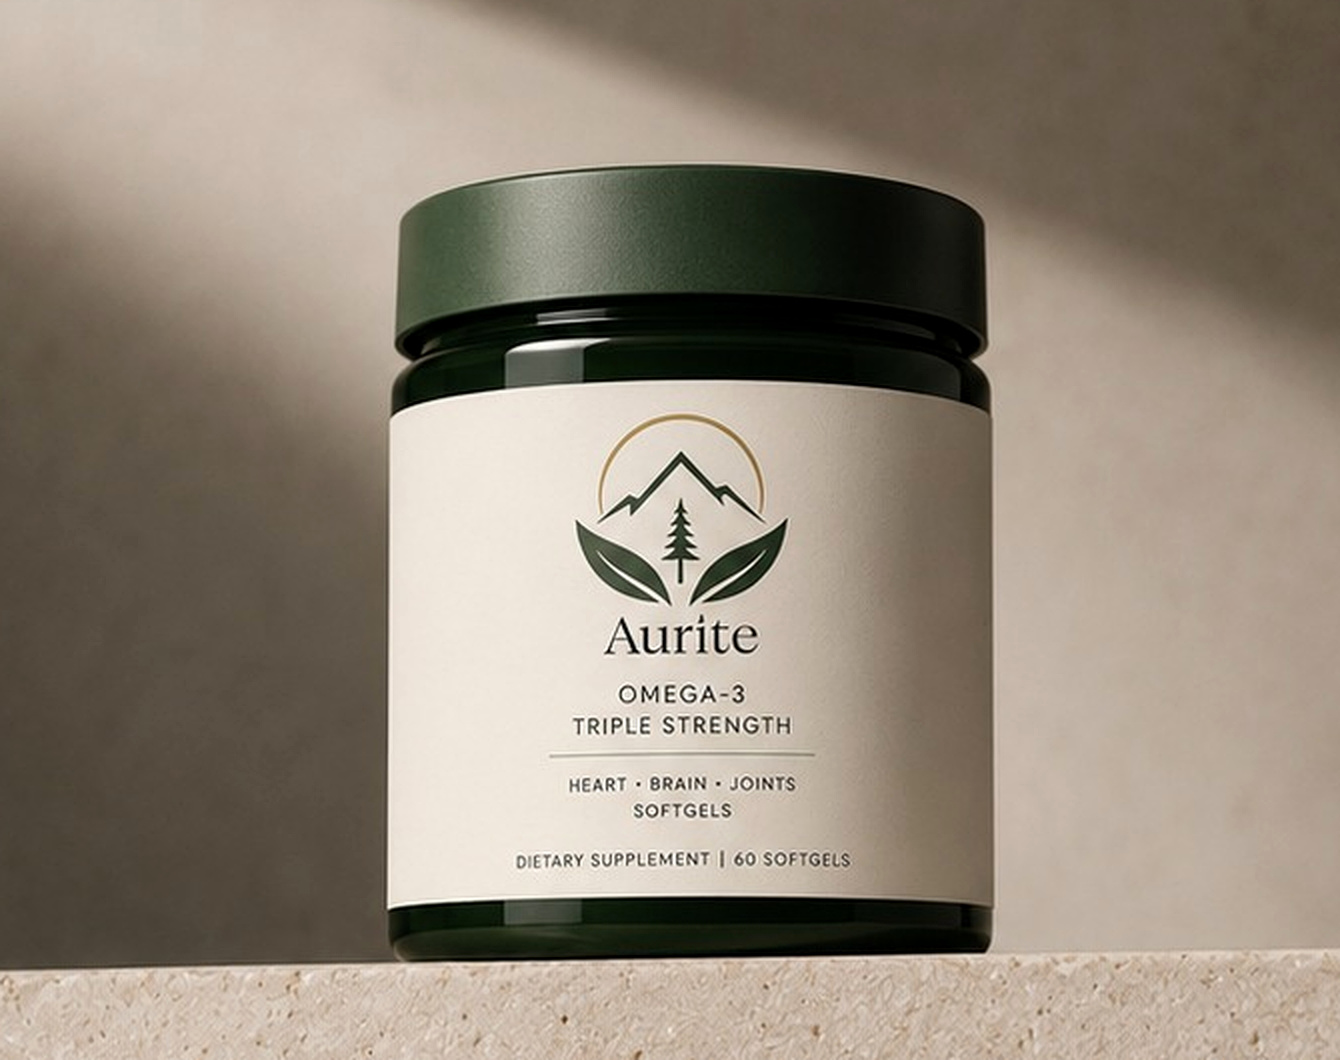 Aurite
OMEGA-3
TRIPLE STRENGTH
HEART • BRAIN • JOINTS
SOFTGELS
DIETARY SUPPLEMENT | 60 SOFTGELS